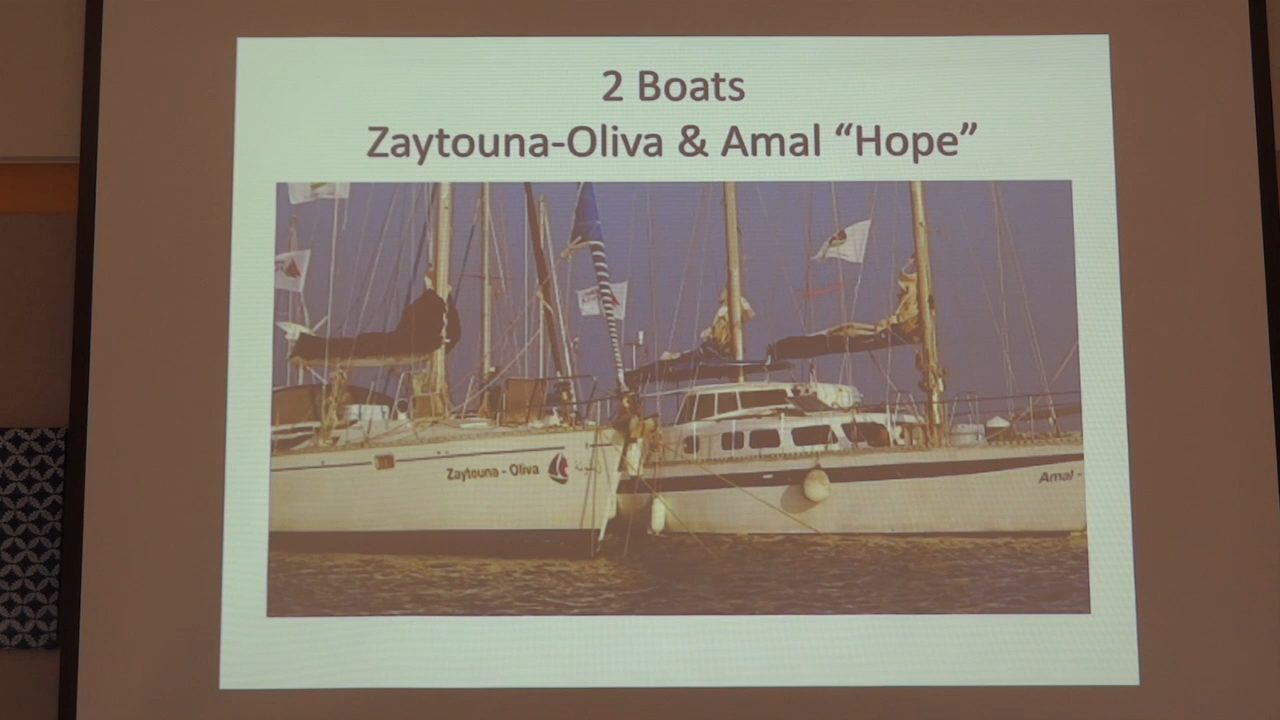 2 Boats
Zaytouna-Oliva & Amal “Hope”
Zaytouna - Oliva
Amal -